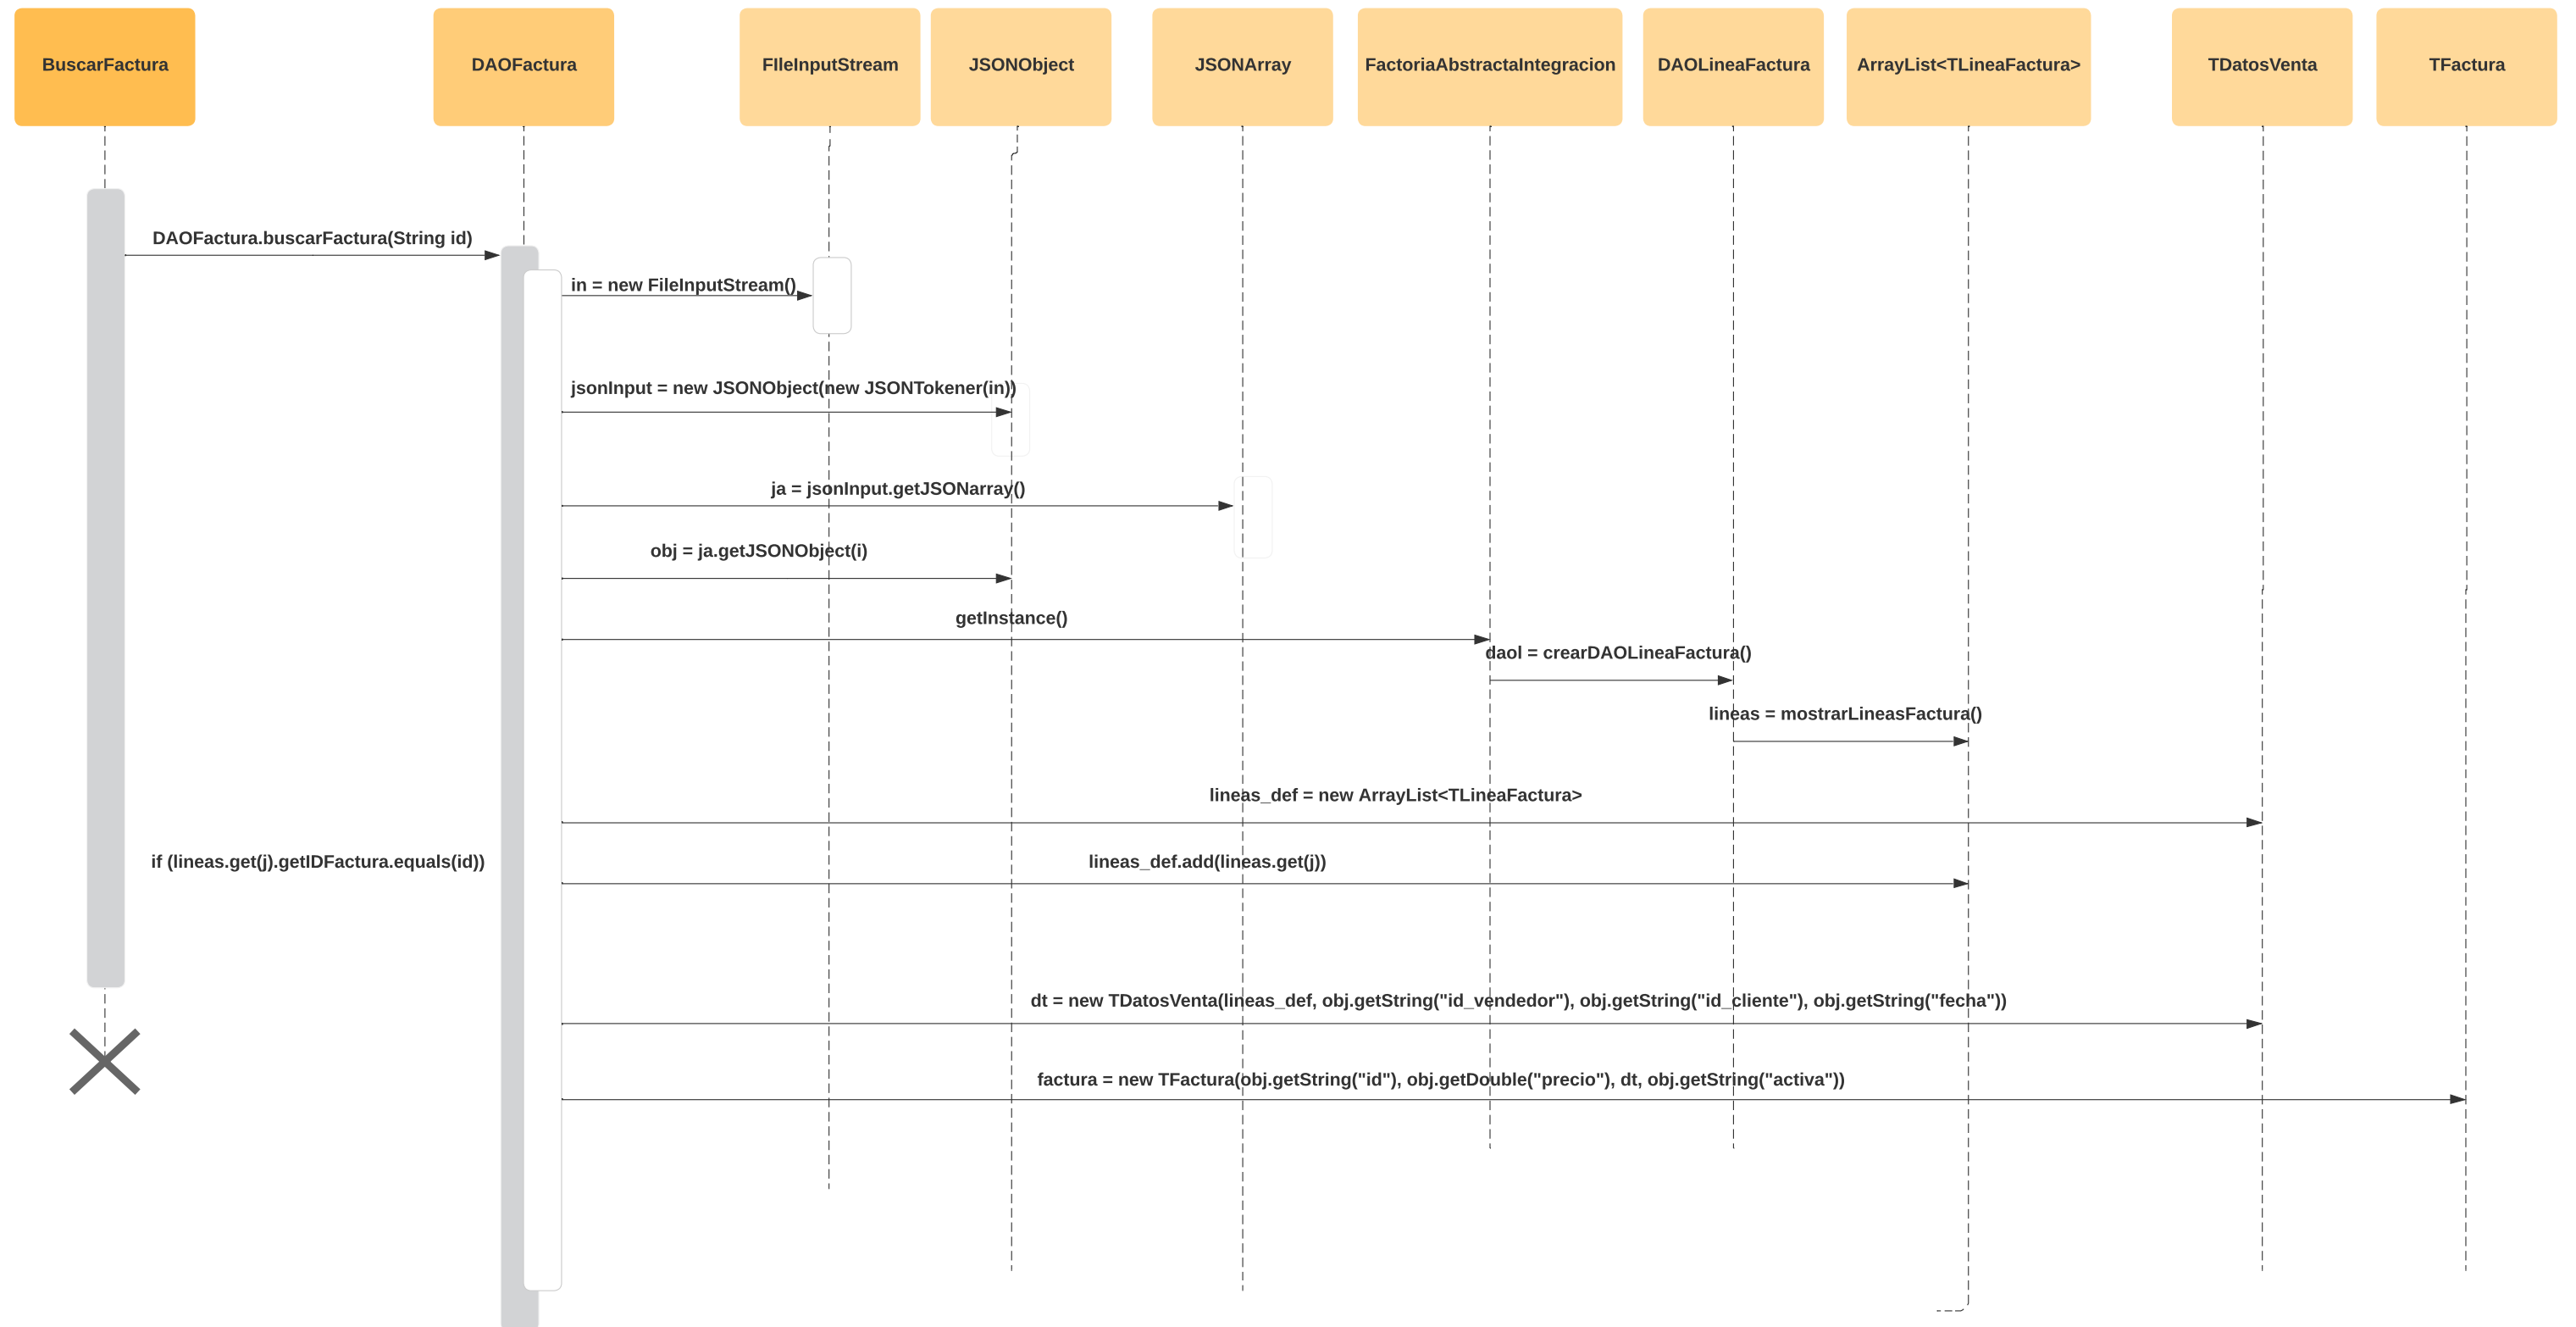 BuscarFactura
DAOFactura
FIleInputStream
JSONObject
JSONArray
FactoriaAbstractaIntegracion
DAOLineaFactura
ArrayList<TLineaFactura>
TDatosVenta
TFactura
DAOFactura.buscarFactura(String id)
in = new FileInputStream()
jsonInput = new JSONObject(new JSONTokener(in))
ja = jsonInput.getJSONarray()
obj = ja.getJSONObject(i)
getInstance()
daol = crearDAOLineaFactura()
lineas = mostrarLineasFactura()
lineas_def = new ArrayList<TLineaFactura>
if (lineas.get(j).getIDFactura.equals(id))
lineas_def.add(lineas.get(j))
dt = new TDatosVenta(lineas_def, obj.getString("id_vendedor"), obj.getString("id_cliente"), obj.getString("fecha"))
factura = new TFactura(obj.getString("id"), obj.getDouble("precio"), dt, obj.getString("activa"))